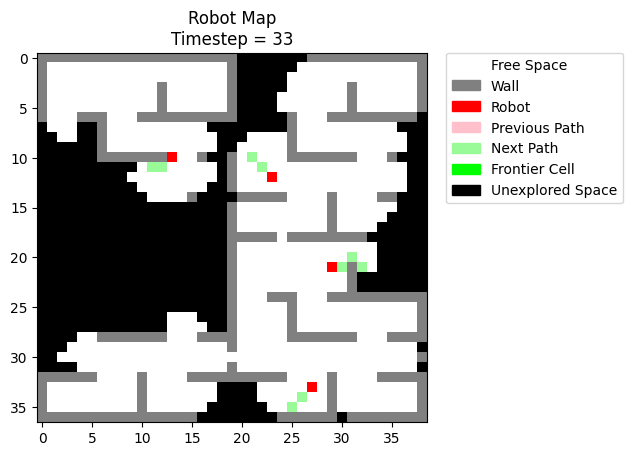 Robot Map
Timestep = 33
Free Space
Wall
Robot
Previous Path
Next Path
Frontier Cell
Unexplored Space
0
5
10
15
20
25
30
35
0
5
10
15
20
25
30
35